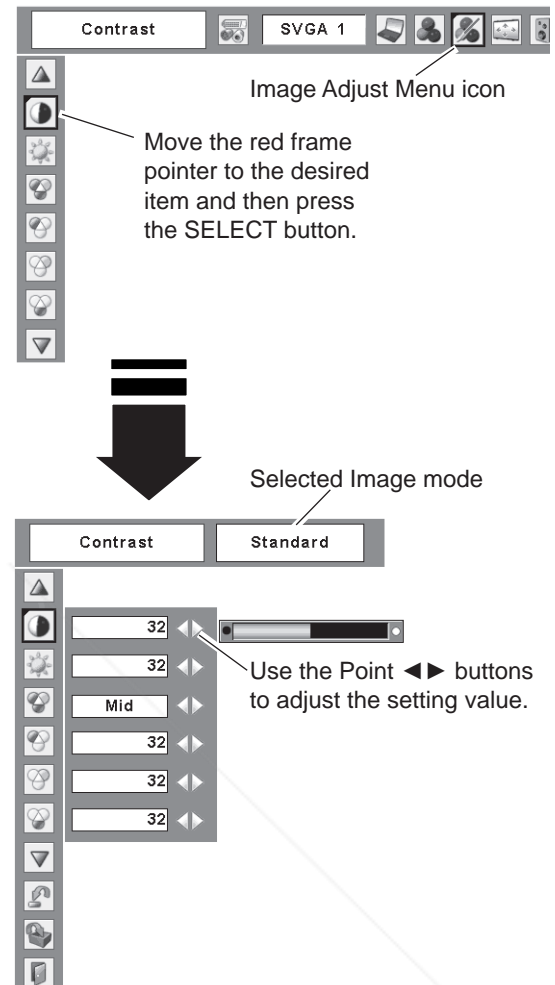 Contrast
SVGA 1
Image Adjust Menu icon
Move the red frame
pointer to the desired
item and then press
the SELECT button.
Selected Image mode
Contrast
Standard
32
32
Use the Point ◄► buttons
to adjust the setting value.
Mid
32
32
32